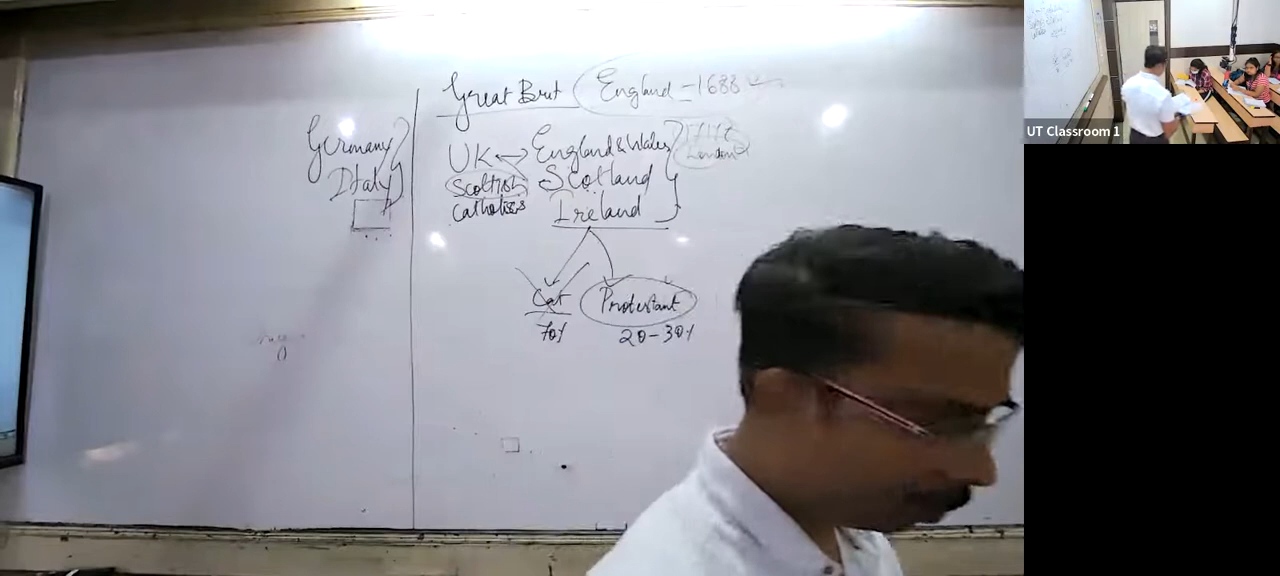 Great Brit England - 1688
Germany
Italy
UK England & Wales
London
Scottish Scotland
Catholics Ireland
Cat Protestant
70% 20-30%
UT Classroom 1